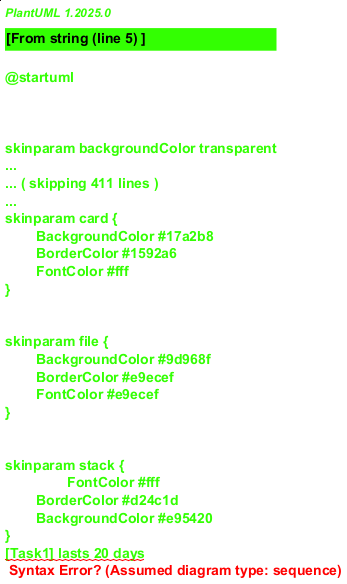 PlantUML 1.2025.0
[From string (line 5) ]
@startuml
skinparam backgroundColor transparent
...
... ( skipping 411 lines )
...
skinparam card {
BackgroundColor #17a2b8
BorderColor #1592a6
FontColor #fff
}
skinparam file {
BackgroundColor #9d968f
BorderColor #e9ecef
FontColor #e9ecef
}
skinparam stack {
FontColor #fff
BorderColor #d24c1d
BackgroundColor #e95420
}
[Task1] lasts 20 days
Syntax Error? (Assumed diagram type: sequence)